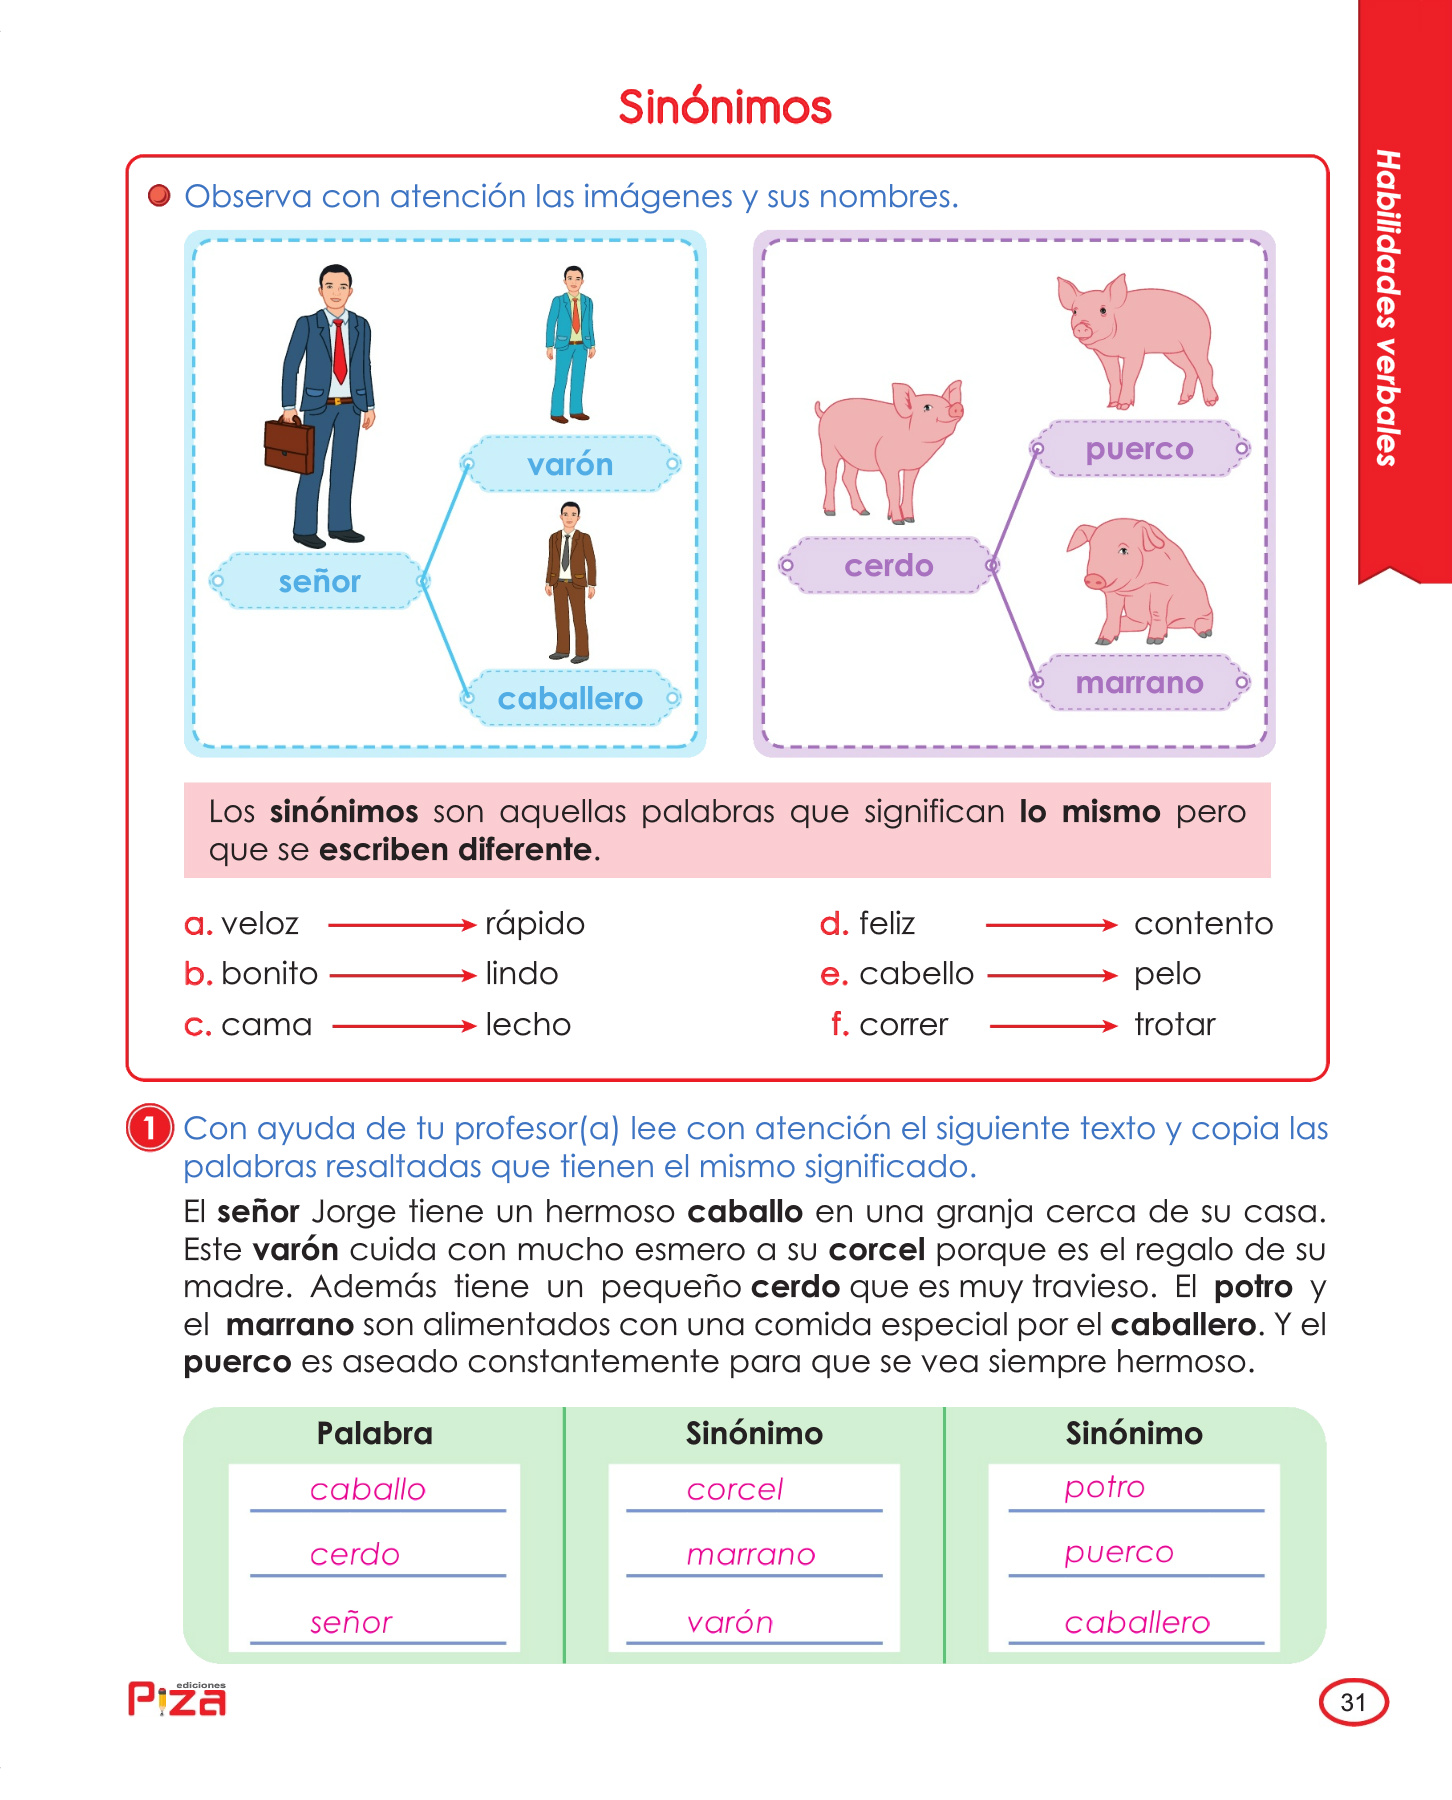 Sinónimos
Habilidades verbales
Observa con atención las imágenes y sus nombres.
varón
señor
caballero
puerco
cerdo
marrano
Los sinónimos son aquellas palabras que significan lo mismo pero
que se escriben diferente.
a. veloz rápido
b. bonito lindo
c. cama lecho
d. feliz contento
e. cabello pelo
f. correr trotar
1 Con ayuda de tu profesor(a) lee con atención el siguiente texto y copia las
palabras resaltadas que tienen el mismo significado.
El señor Jorge tiene un hermoso caballo en una granja cerca de su casa.
Este varón cuida con mucho esmero a su corcel porque es el regalo de su
madre. Además tiene un pequeño cerdo que es muy travieso. El potro y
el marrano son alimentados con una comida especial por el caballero. Y el
puerco es aseado constantemente para que se vea siempre hermoso.
Palabra Sinónimo Sinónimo
caballo corcel potro
cerdo marrano puerco
señor varón caballero
ediciones
Piza
31